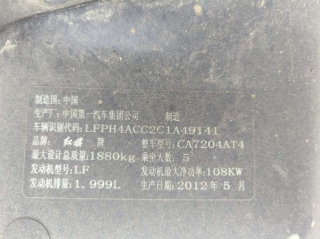 制造国:中国
生产厂:中国第一汽车集团公司 制造
车辆识别代码:LFPH4ACC2C1A49141
品牌:红旗 牌 整车型号:CA7204AT4
最大设计总质量:1880kg 乘坐人数:5
发动机型号:LF 发动机最大净功率:108KW
发动机排量:1.999L 生产日期:2012年5月